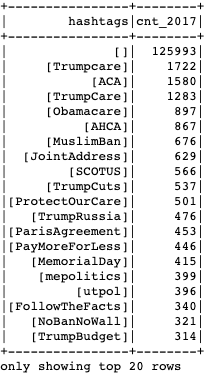 +------------------+--------+
|          hashtags|cnt_2017|
+------------------+--------+
|                []|  125993|
|       [Trumpcare]|    1722|
|             [ACA]|    1580|
|       [TrumpCare]|    1283|
|       [Obamacare]|     897|
|            [AHCA]|     867|
|       [MuslimBan]|     676|
|    [JointAddress]|     629|
|          [SCOTUS]|     566|
|       [TrumpCuts]|     537|
|  [ProtectOurCare]|     501|
|     [TrumpRussia]|     476|
|  [ParisAgreement]|     453|
|  [PayMoreForLess]|     446|
|     [MemorialDay]|     415|
|      [mepolitics]|     399|
|           [utpol]|     396|
|  [FollowTheFacts]|     340|
|      [NoBanNoWall]|     321|
|     [TrumpBudget]|     314|
+------------------+--------+
only showing top 20 rows